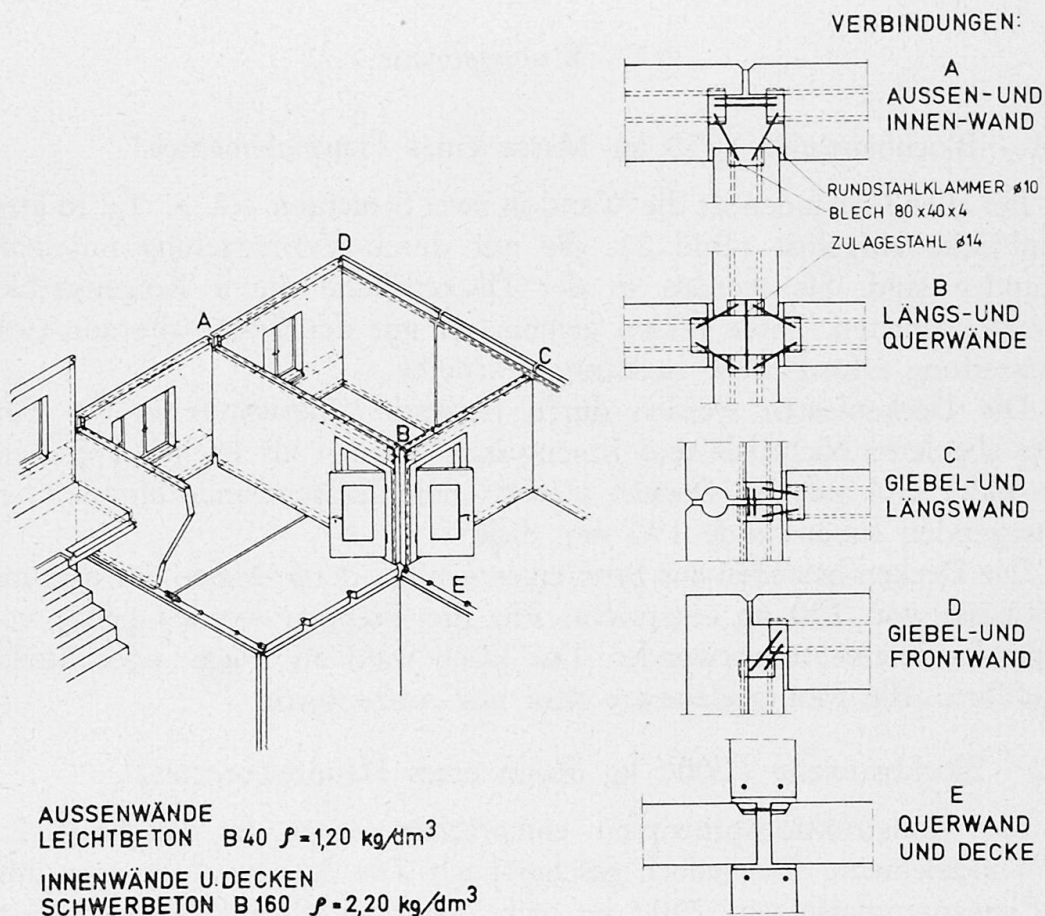 VERBINDUNGEN:
A
AUSSEN- UND
INNEN-WAND
RUNDSTAHLKLAMMER ø10
BLECH 80x40x4
ZULAGESTAHL ø14
B
LÄNGS- UND
QUERWÄNDE
C
GIEBEL- UND
LÄNGSWAND
D
GIEBEL- UND
FRONTWAND
E
QUERWAND
UND DECKE
D
A
C
B
E
AUSSENWÄNDE
LEICHTBETON B 40 ρ = 1,20 kg/dm³
INNENWÄNDE U. DECKEN
SCHWERBETON B 160 ρ = 2,20 kg/dm³